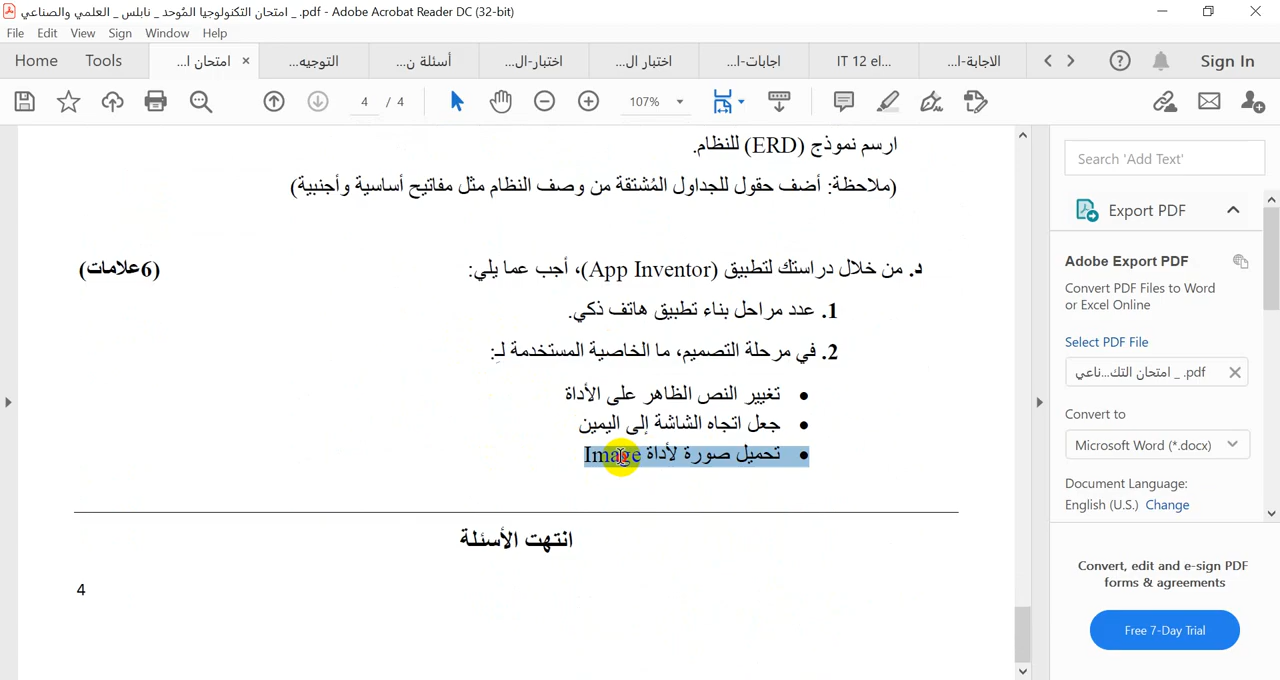 امتحان التكنولوجيا المُوحد _ نابلس _ العلمي والصناعي _ .pdf - Adobe Acrobat Reader DC (32-bit)
File Edit View Sign Window Help
Home Tools امتحان ا... × التوجيه... أسئلة ن... اختبار-ال... اختبار ال... اجابات-ا... IT 12 el... الاجابة-ا... Sign In
4 / 4 107%
ارسم نموذج (ERD) للنظام.
(ملاحظة: أضف حقول للجداول المُشتقة من وصف النظام مثل مفاتيح أساسية وأجنبية)
د. من خلال دراستك لتطبيق (App Inventor)، أجب عما يلي: (6علامات)
1. عدد مراحل بناء تطبيق هاتف ذكي.
2. في مرحلة التصميم، ما الخاصية المستخدمة لـِ:
• تغيير النص الظاهر على الأداة
• جعل اتجاه الشاشة إلى اليمين
• تحميل صورة لأداة Image
انتهت الأسئلة
4
Search 'Add Text'
Export PDF
Adobe Export PDF
Convert PDF Files to Word
or Excel Online
Select PDF File
امتحان التك...ناعي _ .pdf
Convert to
Microsoft Word (*.docx)
Document Language:
English (U.S.) Change
Convert, edit and e-sign PDF
forms & agreements
Free 7-Day Trial